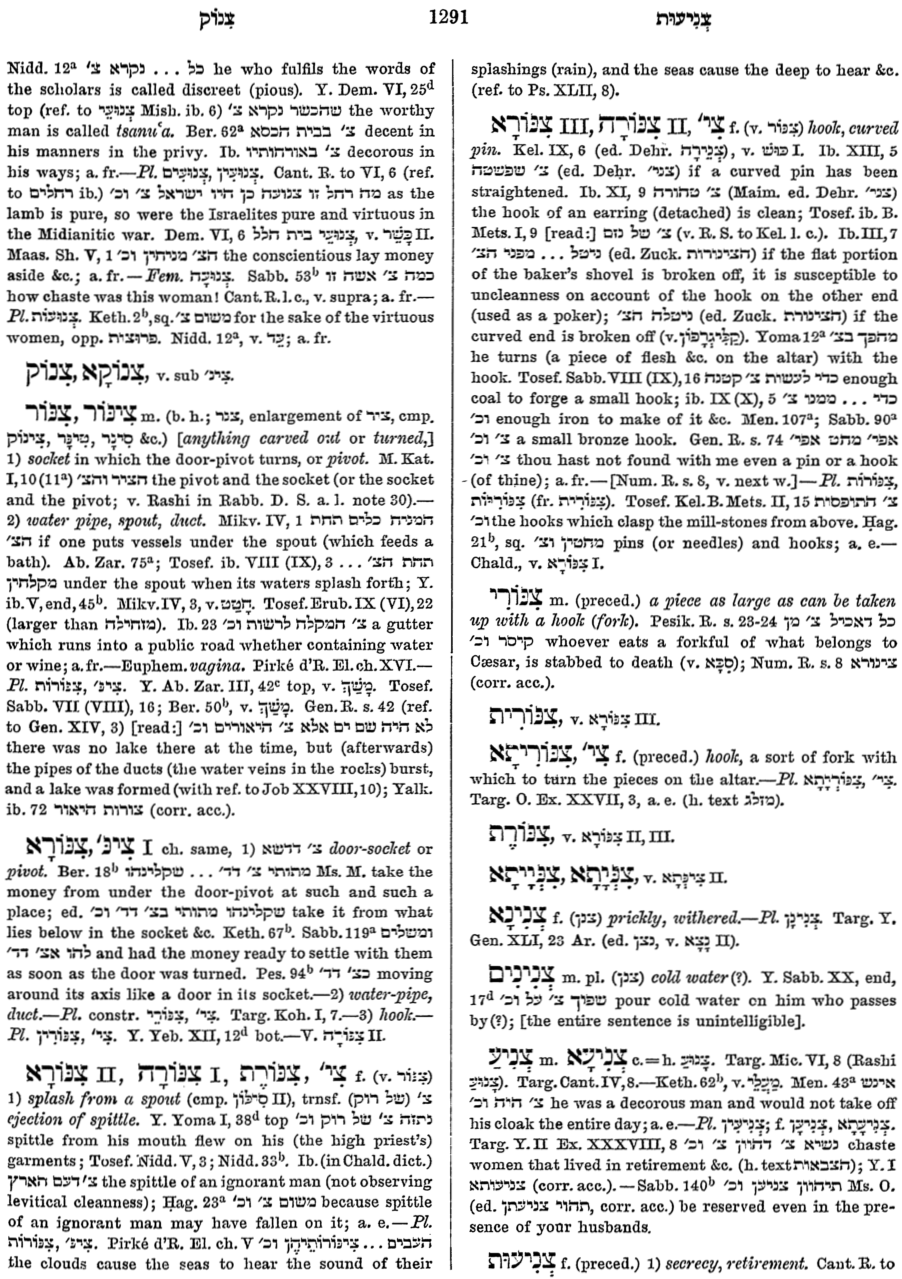 צִנּוֹק
1291
צְנִיעוּת
Nidd. 12ᵃ כל ... נקרא צ׳ he who fulfils the words of
the scholars is called discreet (pious). Y. Dem. VI, 25ᵈ
top (ref. to צנועי Mish. ib. 6) שהכשר נקרא צ׳ the worthy
man is called tsanuʿa. Ber. 62ᵃ צ׳ בבית הכסא decent in
his manners in the privy. Ib. צ׳ באורחותיו decorous in
his ways; a. fr.—Pl. צְנוּעִים, צְנוּעִין. Cant. R. to VI, 6 (ref.
to רחלים ib.) מה רחל זו צנועה כן היו ישראל צ׳ וכ׳ as the
lamb is pure, so were the Israelites pure and virtuous in
the Midianitic war. Dem. VI, 6 צְנוּעֵי בית הלל, v. כָּשֵׁר II.
Maas. Sh. V, 1 הצ׳ מניחין וכ׳ the conscientious lay money
aside &c.; a. fr.—Fem. צְנוּעָה. Sabb. 53ᵇ כמה צ׳ אשה זו
how chaste was this woman! Cant. R. l. c., v. supra; a. fr.—
Pl. צְנוּעוֹת. Keth. 2ᵇ, sq. משום צ׳ for the sake of the virtuous
women, opp. פרוצות. Nidd. 12ᵃ, v. עֵד; a. fr.
צִנּוֹק, צִנּוֹקָא, v. sub צינ׳.
צִנּוֹר, צִינּוֹר m. (b. h.; צנר, enlargement of ציר, cmp.
צִינוֹק, טִינָּר, סִינָר &c.) [anything carved out or turned,]
1) socket in which the door-pivot turns, or pivot. M. Kat.
I, 10 (11ᵃ) הציר והצ׳ the pivot and the socket (or the socket
and the pivot; v. Rashi in Rabb. D. S. a. l. note 30).—
2) water pipe, spout, duct. Mikv. IV, 1 המניח כלים תחת
הצ׳ if one puts vessels under the spout (which feeds a
bath). Ab. Zar. 75ᵃ; Tosef. ib. VIII (IX), 3 תחת הצ׳ ...
מקלחין under the spout when its waters splash forth; Y.
ib. V, end, 45ᵇ. Mikv. IV, 3, v. חָטַט. Tosef. Erub. IX (VI), 22
(larger than מזחילה). Ib. 23 צ׳ המקלח לרשות וכ׳ a gutter
which runs into a public road whether containing water
or wine; a. fr.—Euphem. vagina. Pirké d'R. El. ch. XVI.—
Pl. צִנּוֹרוֹת, צִינּ׳. Y. Ab. Zar. III, 42ᶜ top, v. מָשַׁךְ. Tosef.
Sabb. VII (VIII), 16; Ber. 50ᵇ, v. מָשַׁךְ. Gen. R. s. 42 (ref.
to Gen. XIV, 3) [read:] לא היה שם ים אלא צ׳ היאורים וכ׳
there was no lake there at the time, but (afterwards)
the pipes of the ducts (the water veins in the rocks) burst,
and a lake was formed (with ref. to Job XXVIII, 10); Yalk.
ib. 72 צורות היאור (corr. acc.).
צִנּוֹרָא, צִינּ׳ I ch. same, 1) צ׳ דדשא door-socket or
pivot. Ber. 18ᵇ שקלינהו ... מתותי צ׳ דד׳ Ms. M. take the
money from under the door-pivot at such and such a
place; ed. שקלינהו מתותי בצ׳ דד׳ וכ׳ take it from what
lies below in the socket &c. Keth. 67ᵇ. Sabb. 119ᵃ ומשלים
להו אצ׳ דד׳ and had the money ready to settle with them
as soon as the door was turned. Pes. 94ᵇ כצ׳ דד׳ moving
around its axis like a door in its socket.—2) water-pipe,
duct.—Pl. constr. צִנּוֹרֵי, צִי׳. Targ. Koh. I, 7.—3) hook.—
Pl. צִנּוֹרִין, צִי׳. Y. Yeb. XII, 12ᵈ bot.—V. צִנּוֹרָה II.
צִנּוֹרָא II, צִנּוֹרָה I, צִנּוֹרֶת, צִי׳ f. (v. צִנּוֹר)
1) splash from a spout (cmp. סִילוֹן II), trnsf. צ׳ (של רוק)
ejection of spittle. Y. Yoma I, 38ᵈ top נתזה צ׳ של רוק וכ׳
spittle from his mouth flew on his (the high priest's)
garments; Tosef. Nidd. V, 3; Nidd. 33ᵇ. Ib. (in Chald. dict.)
צ׳ דעם הארץ the spittle of an ignorant man (not observing
levitical cleanness); Ḥag. 23ᵃ משום צ׳ וכ׳ because spittle
of an ignorant man may have fallen on it; a. e.—Pl.
צִנּוֹרוֹת, צִינּ׳. Pirké d'R. El. ch. V העבים ... צינורותיהן וכ׳
the clouds cause the seas to hear the sound of their
splashings (rain), and the seas cause the deep to hear &c.
(ref. to Ps. XLII, 8).
צִנּוֹרָא III, צִנּוֹרָה II, צִי׳ f. (v. צִנּוֹר) hook, curved
pin. Kel. IX, 6 (ed. Dehr. צְנִירָה), v. כּוּשׁ I. Ib. XIII, 5
צ׳ שפשטה (ed. Deḥr. צני׳) if a curved pin has been
straightened. Ib. XI, 9 צ׳ טהורה (Maim. ed. Dehr. צני׳)
the hook of an earring (detached) is clean; Tosef. ib. B.
Mets. I, 9 [read:] צ׳ של נזם (v. R. S. to Kel. l. c.). Ib. III, 7
ניטל ... מפני הצ׳ (ed. Zuck. הצינורות) if the flat portion
of the baker's shovel is broken off, it is susceptible to
uncleanness on account of the hook on the other end
(used as a poker); ניטלה הצ׳ (ed. Zuck. הצינורת) if the
curved end is broken off (v. קַלִּיגְרָפוֹן). Yoma 12ᵃ מהפך בצ׳
he turns (a piece of flesh &c. on the altar) with the
hook. Tosef. Sabb. VIII (IX), 16 כדי לעשות צ׳ קטנה enough
coal to forge a small hook; ib. IX (X), 5 כדי ... ממנו צ׳
וכ׳ enough iron to make of it &c. Men. 107ᵃ; Sabb. 90ᵃ
צ׳ וכ׳ a small bronze hook. Gen. R. s. 74 אפי׳ מחט אפי׳
צ׳ וכ׳ thou hast not found with me even a pin or a hook
(of thine); a. fr.—[Num. R. s. 8, v. next w.]—Pl. צִנּוֹרוֹת,
צִנּוֹרִיּוֹת (fr. צִנּוֹרִית). Tosef. Kel. B. Mets. II, 15 צ׳ התופסות
וכ׳ the hooks which clasp the mill-stones from above. Ḥag.
21ᵇ, sq. מחטין וצ׳ pins (or needles) and hooks; a. e.—
Chald., v. צִנּוֹרָא I.
צִנּוֹרִי m. (preced.) a piece as large as can be taken
up with a hook (fork). Pesik. R. s. 23-24 כל דאכיל צ׳ מן
קיסר וכ׳ whoever eats a forkful of what belongs to
Cæsar, is stabbed to death (v. סַכָּא); Num. R. s. 8 צינורא
(corr. acc.).
צִנּוֹרִית, v. צִנּוֹרָא III.
צִנּוֹרִיתָא, צִי׳ f. (preced.) hook, a sort of fork with
which to turn the pieces on the altar.—Pl. צִנּוֹרְיָתָא, צִי׳.
Targ. O. Ex. XXVII, 3, a. e. (h. text מזלג).
צִנּוֹרֶת, v. צִנּוֹרָא II, III.
צִנְּיָיתָא, צִנְּיָתָא, v. צִינְּתָא II.
צְנִינָא f. (צנן) prickly, withered.—Pl. צְנִינָן. Targ. Y.
Gen. XLI, 23 Ar. (ed. נצן, v. נָצָא II).
צְנִינִים m. pl. (צנן) cold water (?). Y. Sabb. XX, end,
17ᵈ שפוך צ׳ על וכ׳ pour cold water on him who passes
by (?); [the entire sentence is unintelligible].
צְנִיעַ m. צְנִיעָא c.=h. צָנוּעַ. Targ. Mic. VI, 8 (Rashi
צָנוּעַ). Targ. Cant. IV, 8.—Keth. 62ᵇ, v. מַעֲלֵי. Men. 43ᵃ אינש
צ׳ היה וכ׳ he was a decorous man and would not take off
his cloak the entire day; a. e.—Pl. צְנִיעִין; f. צְנִיעָן, צְנִיעָתָא.
Targ. Y. II Ex. XXXVIII, 8 נשיא צ׳ דהוון צ׳ וכ׳ chaste
women that lived in retirement &c. (h. text הצבאות); Y. I
צניעותא (corr. acc.).—Sabb. 140ᵇ תיהוון צניען וכ׳ Ms. O.
(ed. תהוי צניעתן, corr. acc.) be reserved even in the pre-
sence of your husbands.
צְנִיעוּת f. (preced.) 1) secrecy, retirement. Cant. R. to